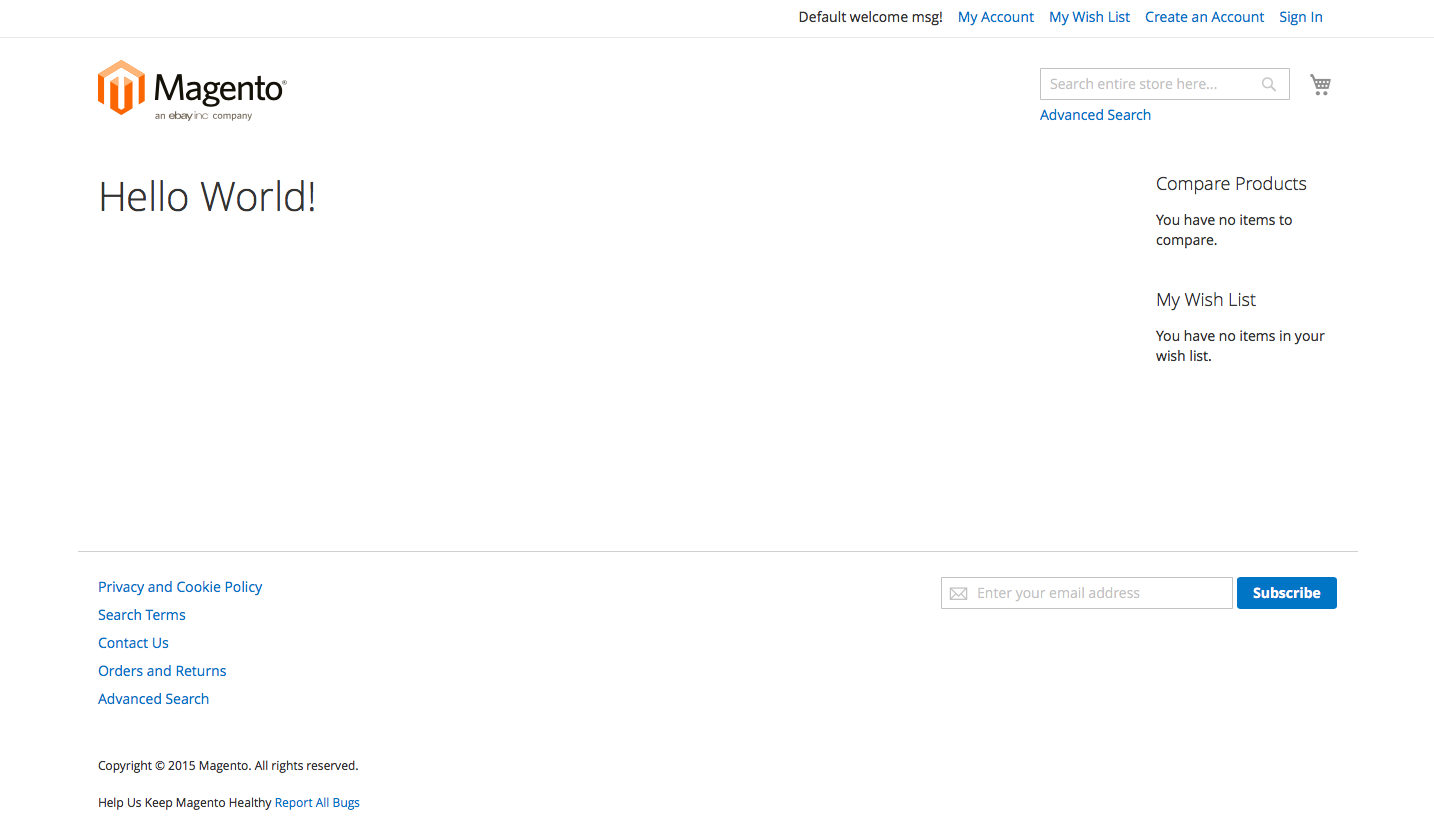 Default welcome msg! My Account My Wish List Create an Account Sign In
Magento®
an ebay inc company
Search entire store here...
Advanced Search
Hello World!
Compare Products
You have no items to
compare.
My Wish List
You have no items in your
wish list.
Privacy and Cookie Policy
Search Terms
Contact Us
Orders and Returns
Advanced Search
Enter your email address
Subscribe
Copyright © 2015 Magento. All rights reserved.
Help Us Keep Magento Healthy Report All Bugs